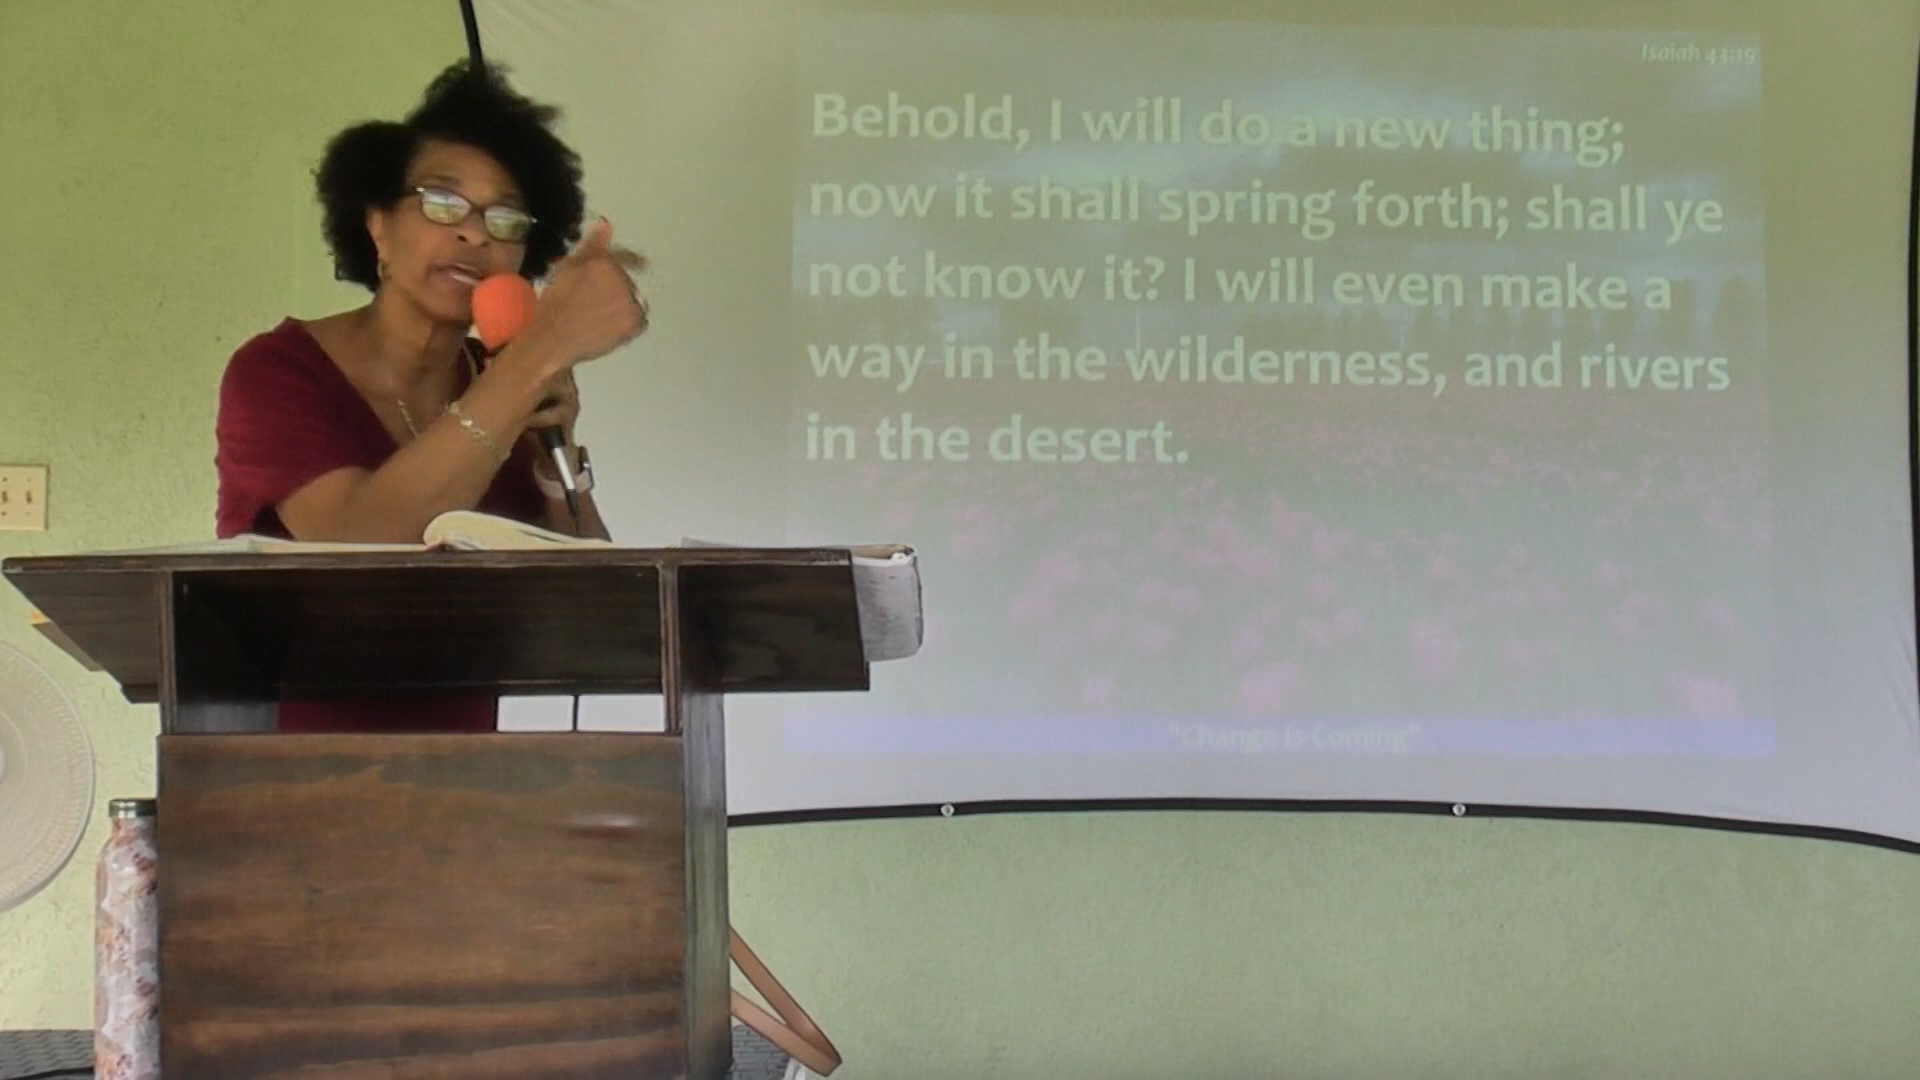 Isaiah 43:19
Behold, I will do a new thing;
now it shall spring forth; shall ye
not know it? I will even make a
way in the wilderness, and rivers
in the desert.
"Change Is Coming"